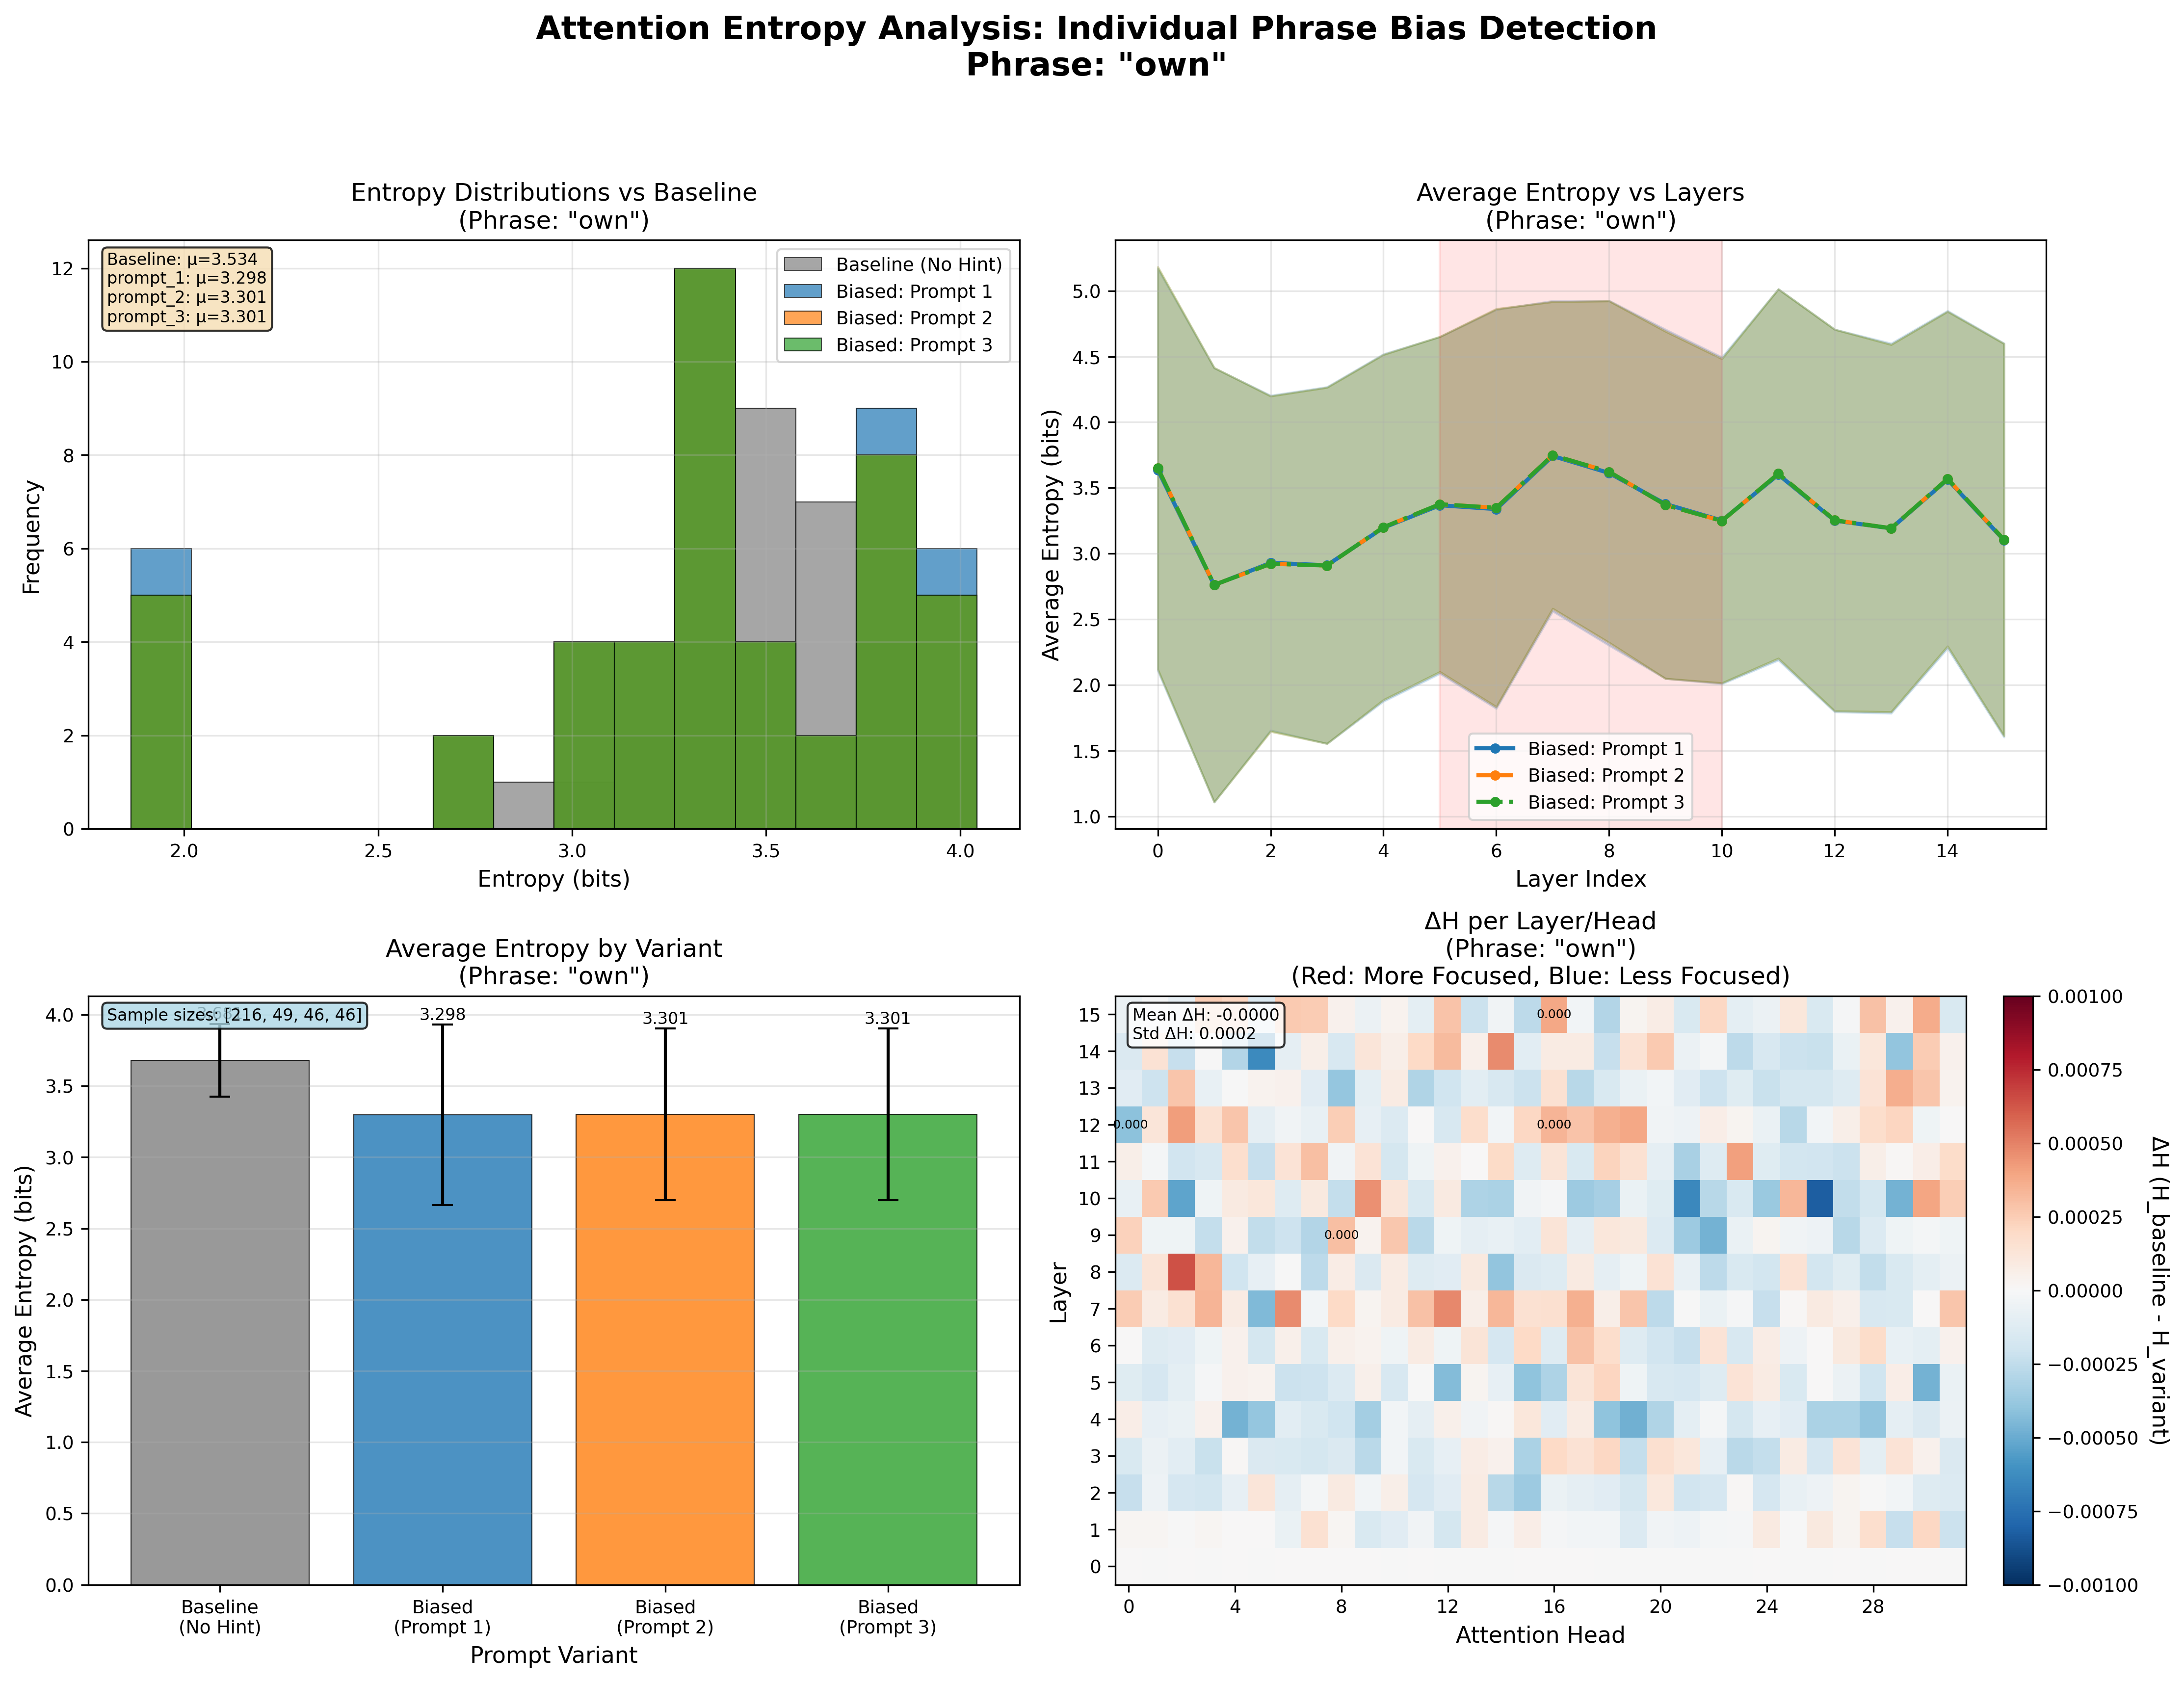 Attention Entropy Analysis: Individual Phrase Bias Detection
Phrase: "own"
Entropy Distributions vs Baseline
(Phrase: "own")
Baseline: μ=3.534
prompt_1: μ=3.298
prompt_2: μ=3.301
prompt_3: μ=3.301
Baseline (No Hint)
Biased: Prompt 1
Biased: Prompt 2
Biased: Prompt 3
12
10
8
6
4
2
0
Frequency
2.0 2.5 3.0 3.5 4.0
Entropy (bits)
Average Entropy vs Layers
(Phrase: "own")
5.0
4.5
4.0
3.5
3.0
2.5
2.0
1.5
1.0
Average Entropy (bits)
Biased: Prompt 1
Biased: Prompt 2
Biased: Prompt 3
0 2 4 6 8 10 12 14
Layer Index
Average Entropy by Variant
(Phrase: "own")
Sample sizes: [216, 49, 46, 46]
3.298
3.301
3.301
4.0
3.5
3.0
2.5
2.0
1.5
1.0
0.5
0.0
Average Entropy (bits)
Baseline
(No Hint)
Biased
(Prompt 1)
Biased
(Prompt 2)
Biased
(Prompt 3)
Prompt Variant
ΔH per Layer/Head
(Phrase: "own")
(Red: More Focused, Blue: Less Focused)
Mean ΔH: -0.0000
Std ΔH: 0.0002
0.000
0.000
0.000
0.000
15
14
13
12
11
10
9
8
7
6
5
4
3
2
1
0
Layer
0 4 8 12 16 20 24 28
Attention Head
0.00100
0.00075
0.00050
0.00025
0.00000
−0.00025
−0.00050
−0.00075
−0.00100
ΔH (H_baseline - H_variant)